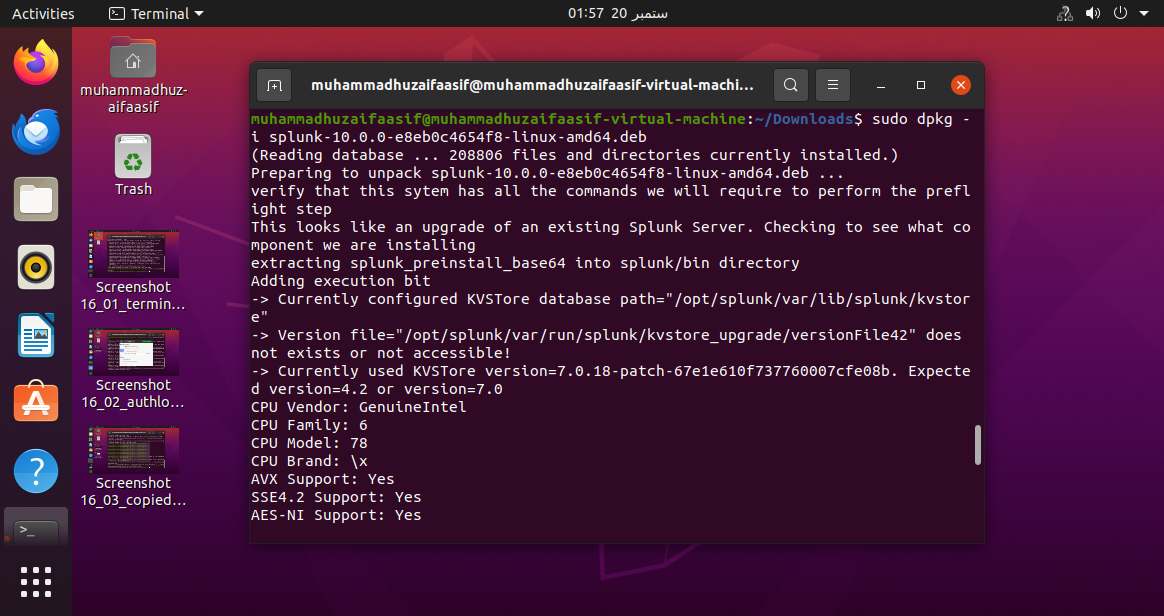 Activities
Terminal
01:57 20 ستمبر
muhammadhuz-
aifaasif
Trash
Screenshot
16_01_termin...
Screenshot
16_02_authlo...
Screenshot
16_03_copied...
muhammadhuzaifaasif@muhammadhuzaifaasif-virtual-machi...
muhammadhuzaifaasif@muhammadhuzaifaasif-virtual-machine:~/Downloads$ sudo dpkg -
i splunk-10.0.0-e8eb0c4654f8-linux-amd64.deb
(Reading database ... 208806 files and directories currently installed.)
Preparing to unpack splunk-10.0.0-e8eb0c4654f8-linux-amd64.deb ...
verify that this sytem has all the commands we will require to perform the prefl
ight step
This looks like an upgrade of an existing Splunk Server. Checking to see what co
mponent we are installing
extracting splunk_preinstall_base64 into splunk/bin directory
Adding execution bit
-> Currently configured KVSTore database path="/opt/splunk/var/lib/splunk/kvstor
e"
-> Version file="/opt/splunk/var/run/splunk/kvstore_upgrade/versionFile42" does
not exists or not accessible!
-> Currently used KVSTore version=7.0.18-patch-67e1e610f737760007cfe08b. Expecte
d version=4.2 or version=7.0
CPU Vendor: GenuineIntel
CPU Family: 6
CPU Model: 78
CPU Brand: \x
AVX Support: Yes
SSE4.2 Support: Yes
AES-NI Support: Yes